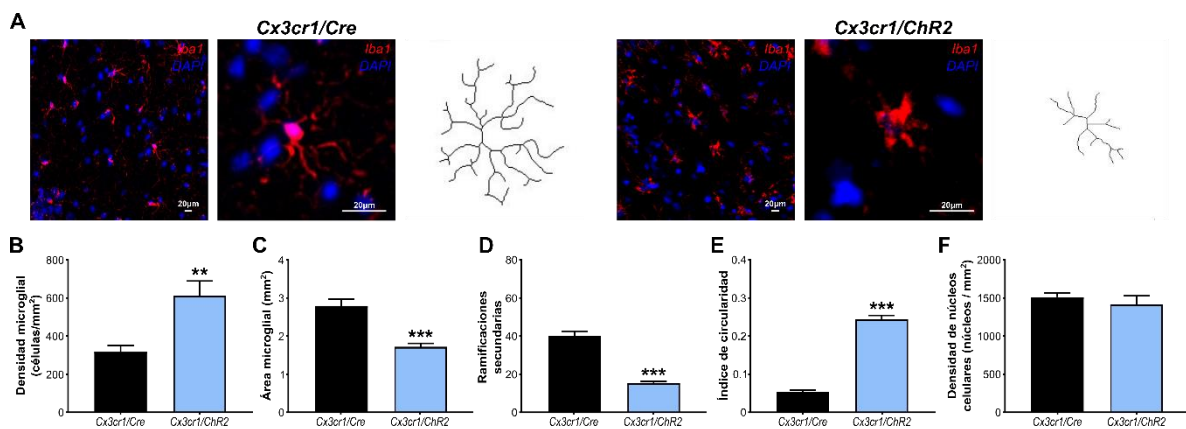 A
Cx3cr1/Cre
Cx3cr1/ChR2
Iba1
DAPI
20µm
Iba1
DAPI
20µm
Iba1
DAPI
20µm
Iba1
DAPI
20µm
B
Densidad microglial
(células/mm²)
800
600
400
200
0
**
Cx3cr1/Cre
Cx3cr1/ChR2
C
Área microglial (mm²)
4
3
2
1
0
***
Cx3cr1/Cre
Cx3cr1/ChR2
D
Ramificaciones
secundarias
80
60
40
20
0
***
Cx3cr1/Cre
Cx3cr1/ChR2
E
Índice de circularidad
0.4
0.3
0.2
0.1
0.0
***
Cx3cr1/Cre
Cx3cr1/ChR2
F
Densidad de núcleos
celulares (núcleos / mm²)
2000
1500
1000
500
0
Cx3cr1/Cre
Cx3cr1/ChR2